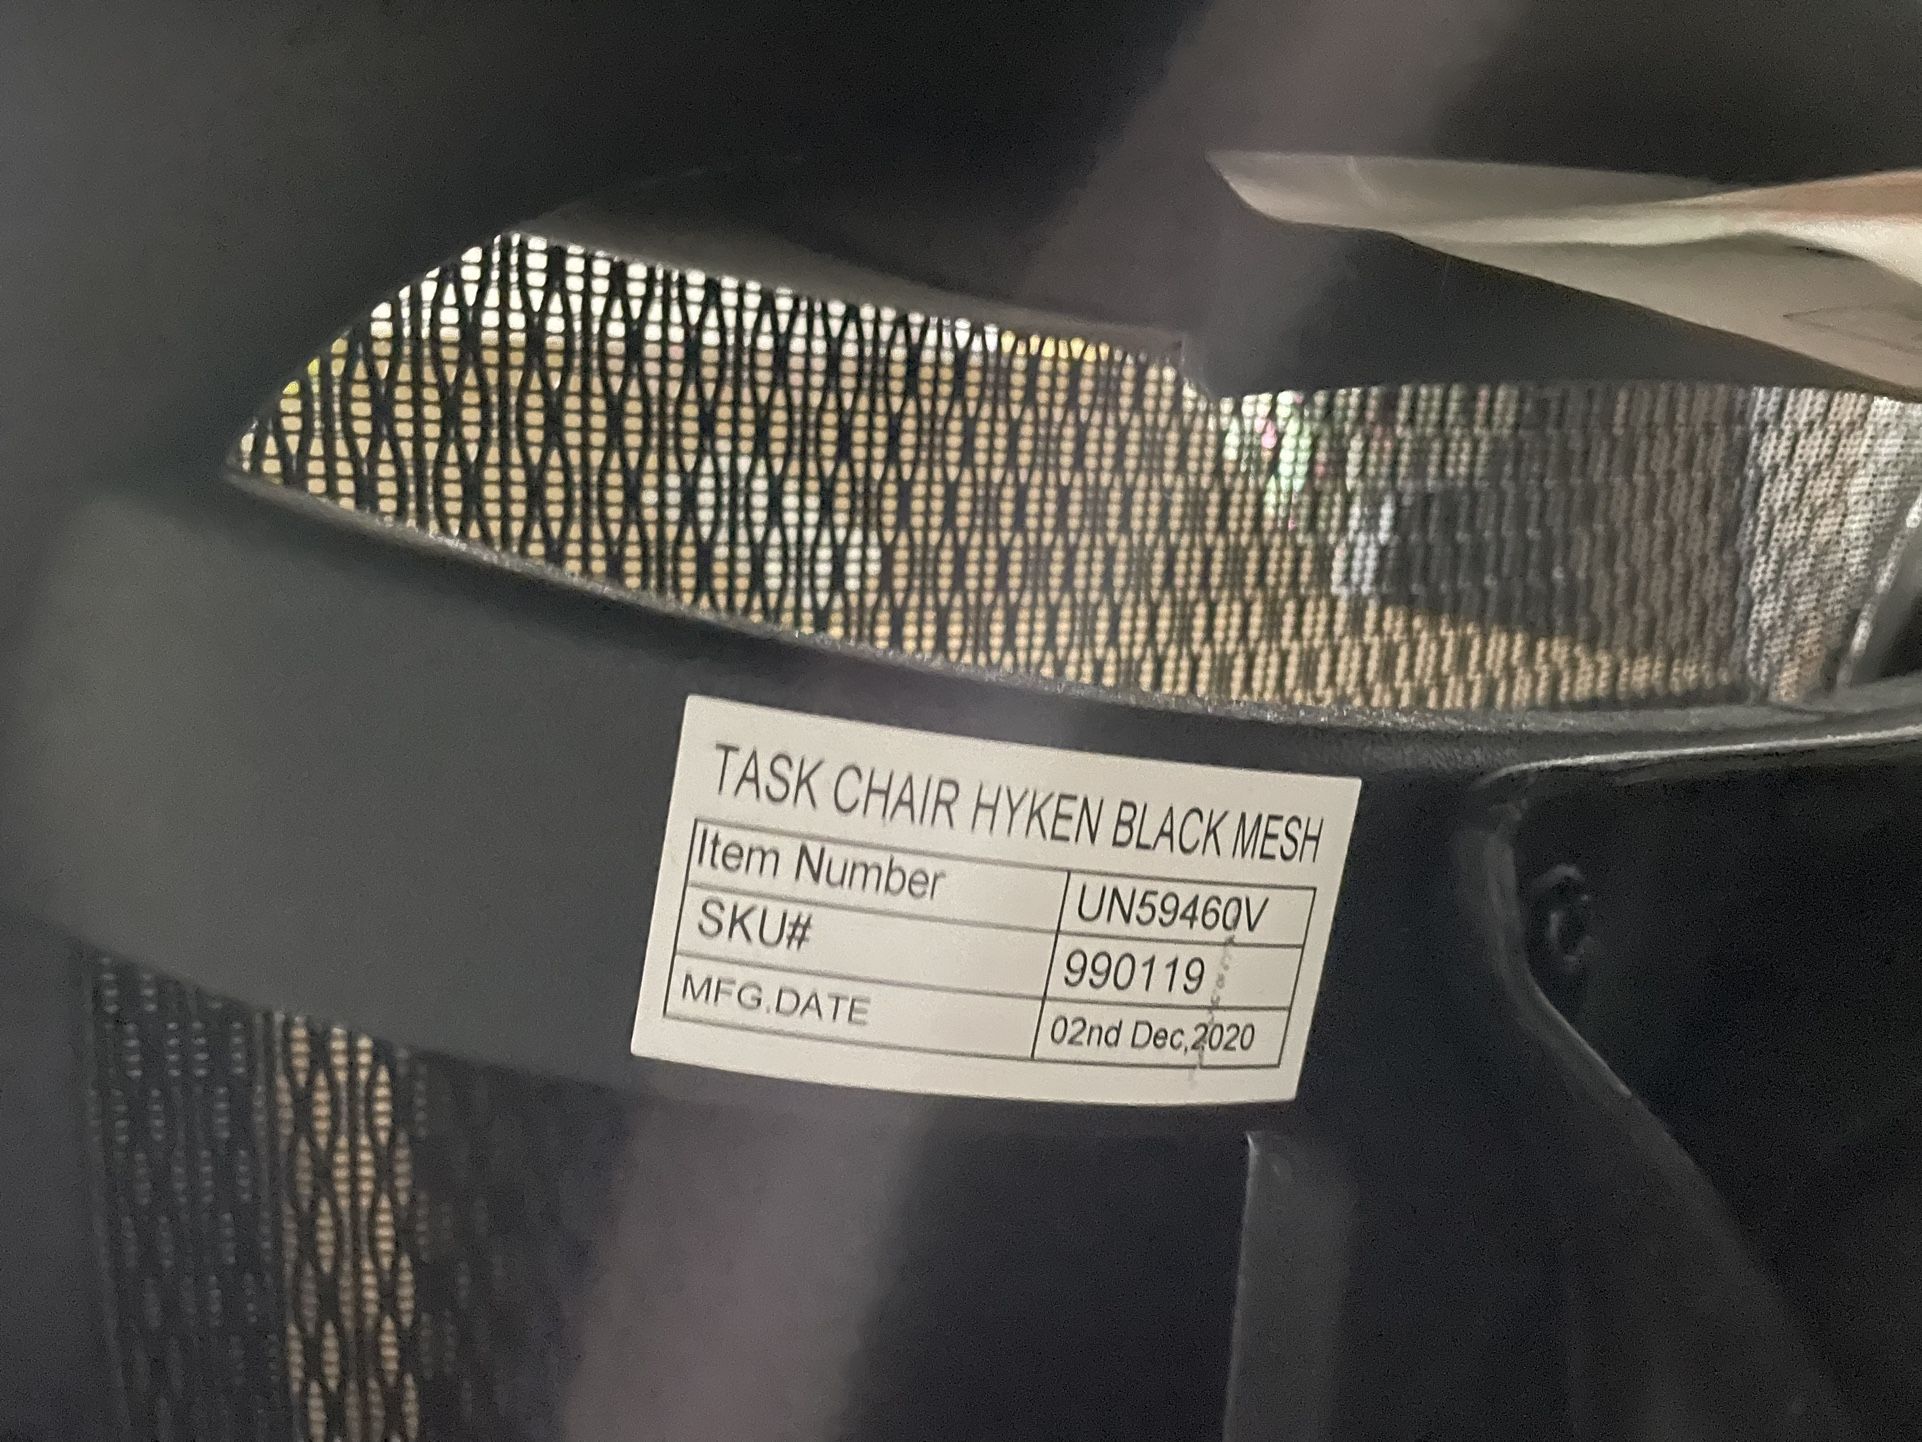 TASK CHAIR HYKEN BLACK MESH
Item Number UN59460V
SKU# 990119
MFG.DATE 02nd Dec,2020